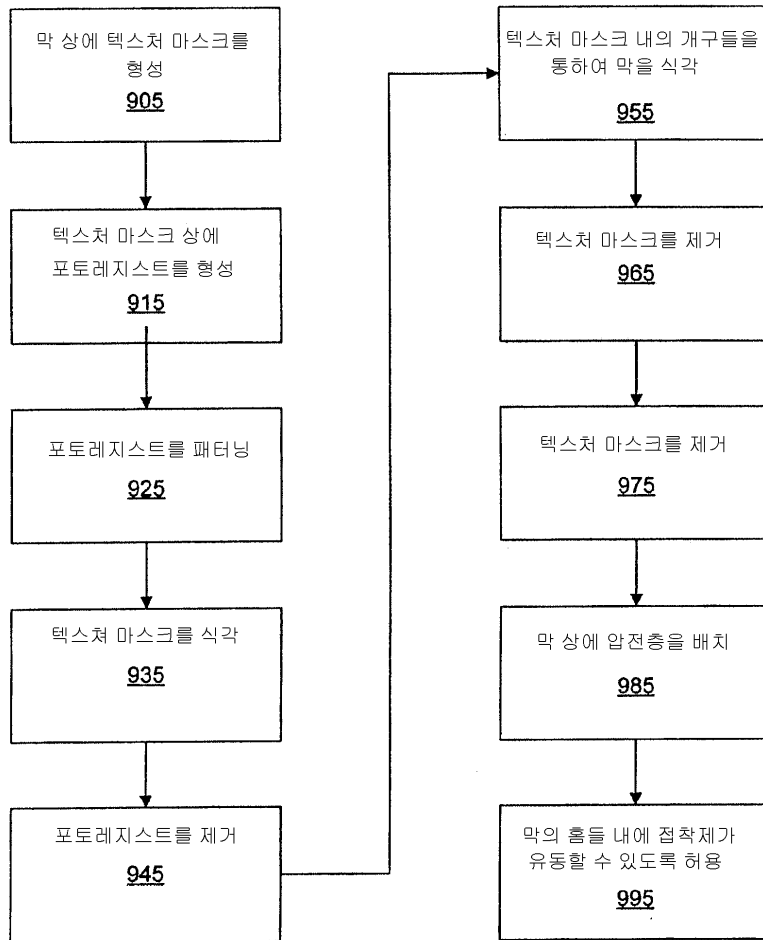 막 상에 텍스처 마스크를
형성
905
텍스처 마스크 상에
포토레지스트를 형성
915
포토레지스트를 패터닝
925
텍스쳐 마스크를 식각
935
포토레지스트를 제거
945
텍스처 마스크 내의 개구들을
통하여 막을 식각
955
텍스처 마스크를 제거
965
텍스처 마스크를 제거
975
막 상에 압전층을 배치
985
막의 홈들 내에 접착제가
유동할 수 있도록 허용
995